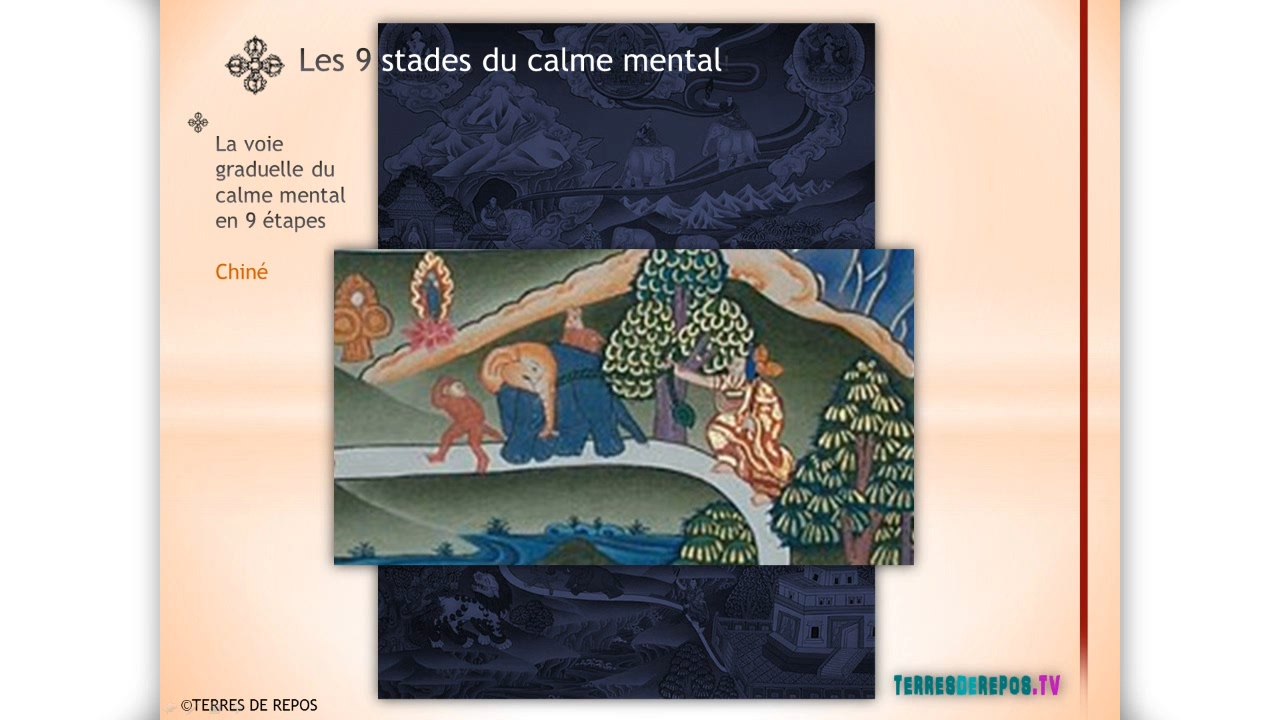 Les 9 stades du calme mental
La voie
graduelle du
calme mental
en 9 étapes
Chiné
TERRESDEREPOS.TV
©TERRES DE REPOS